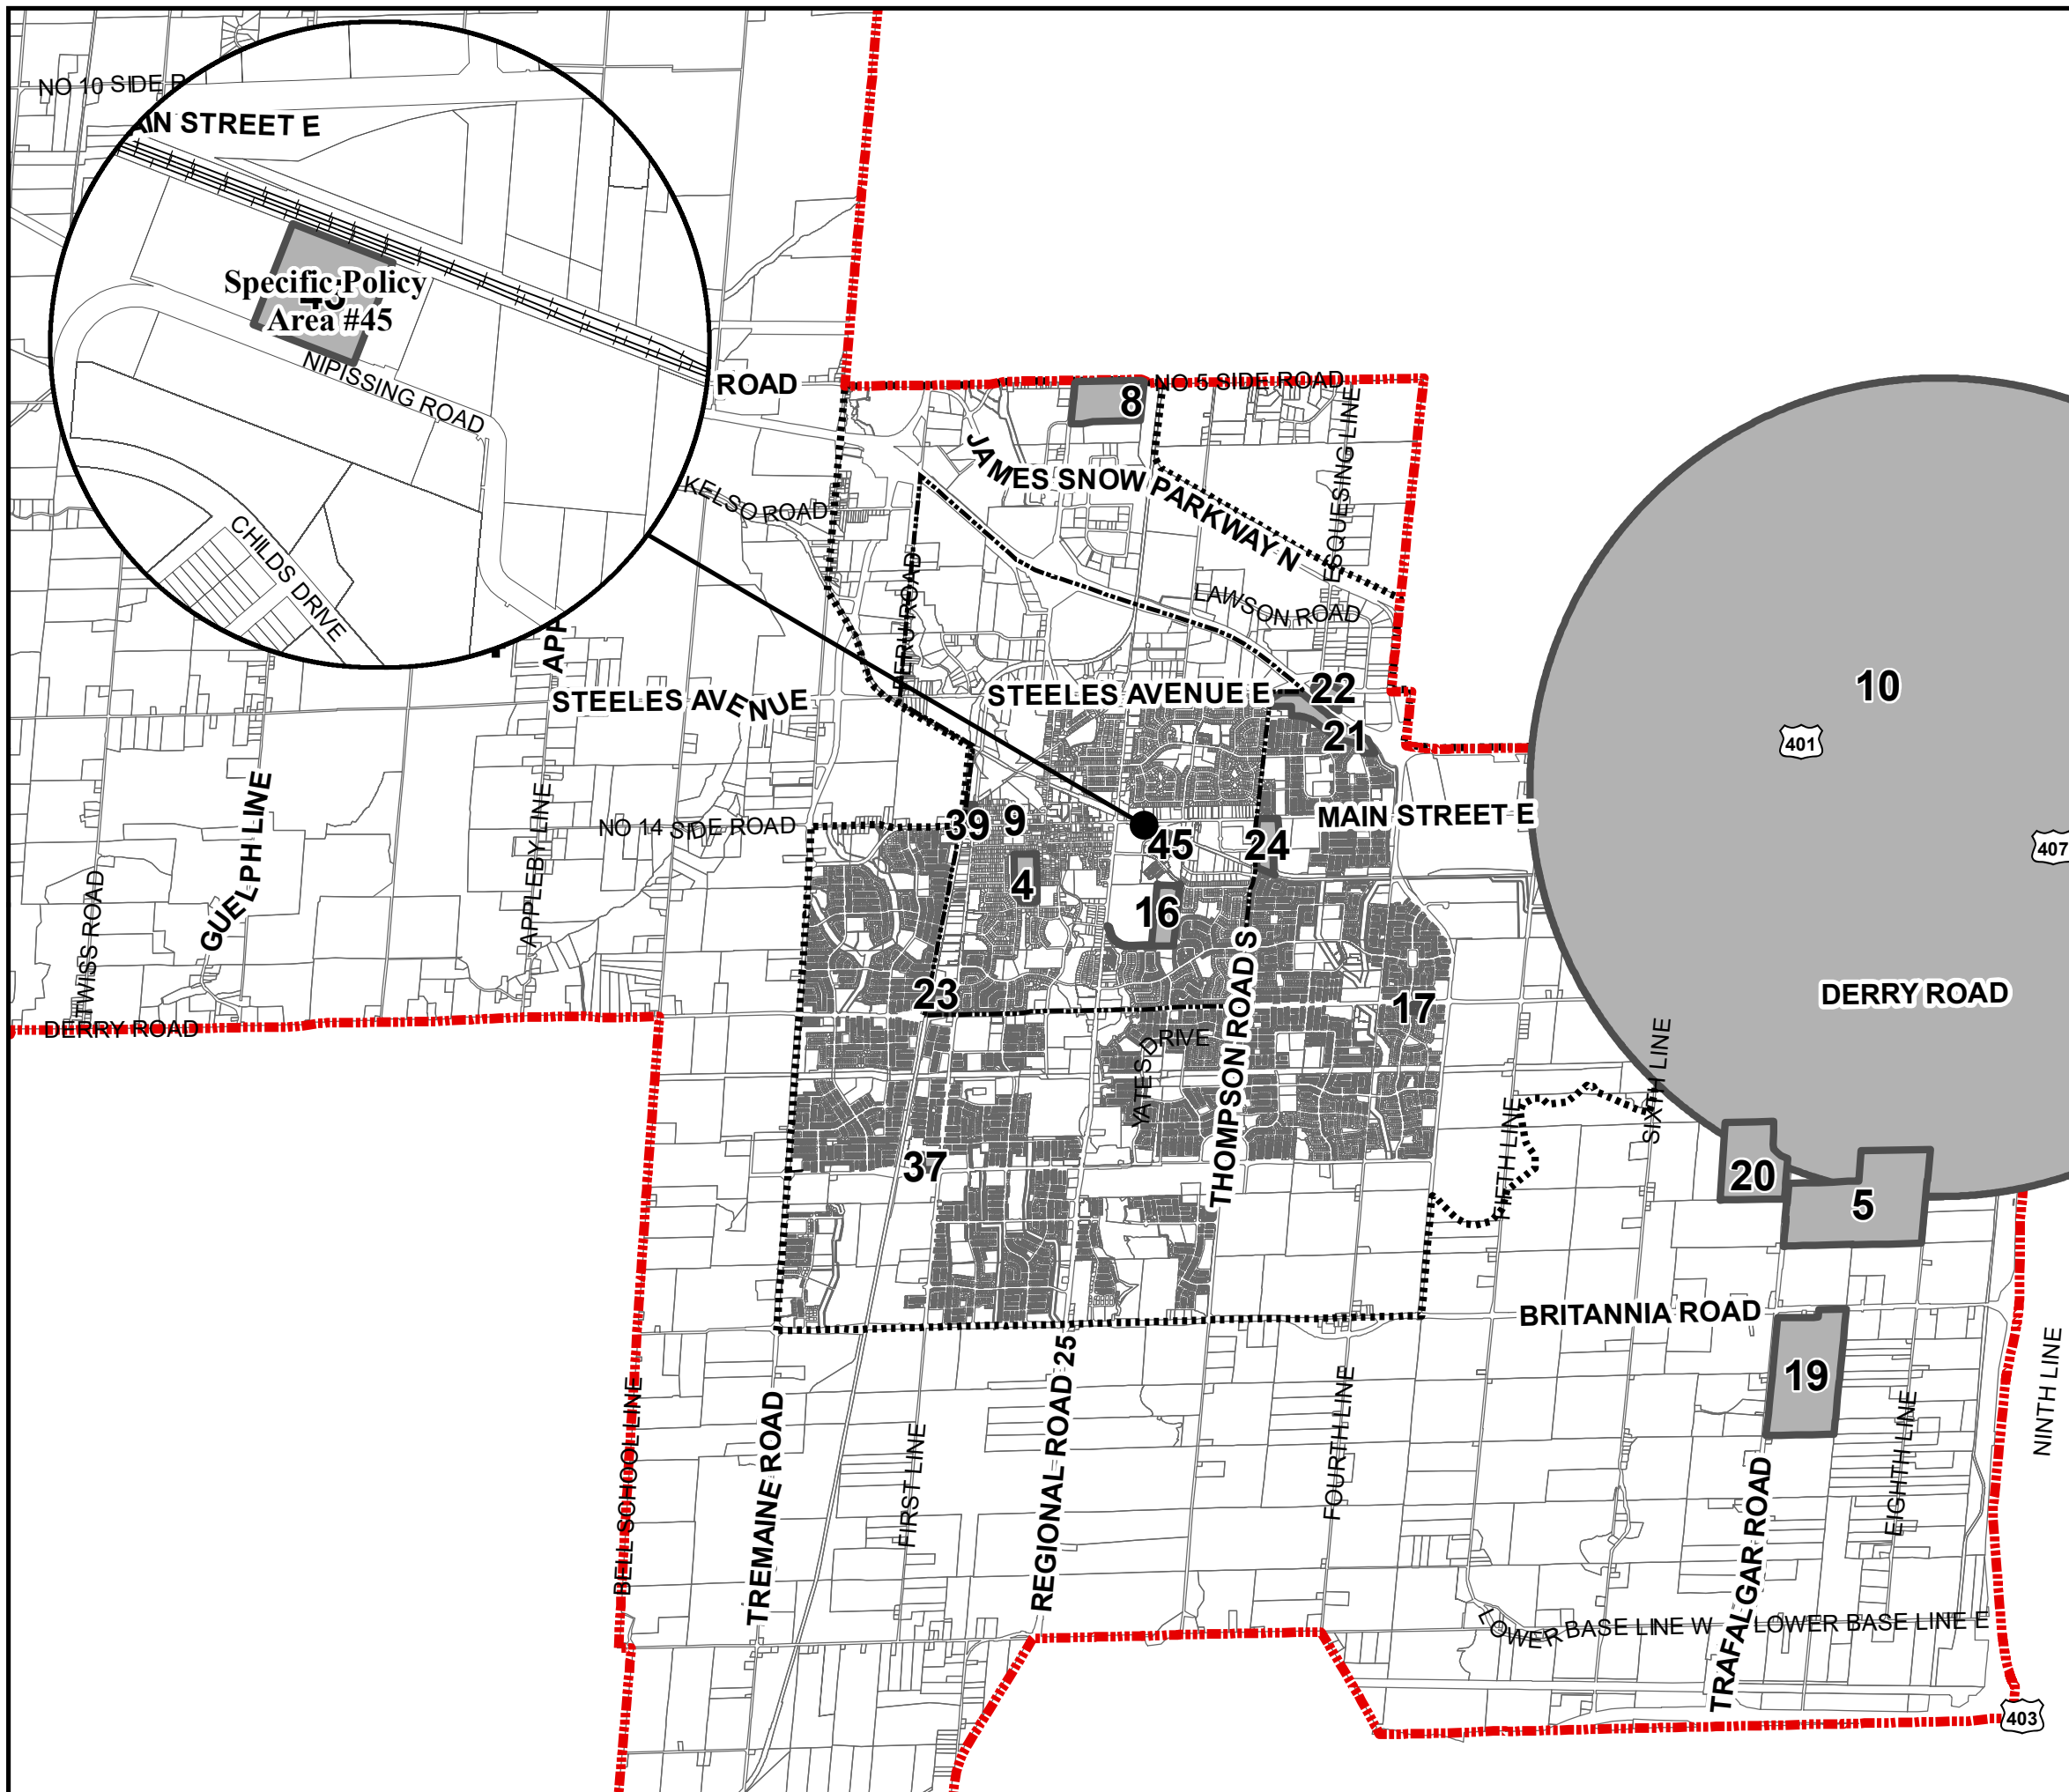 NO 10 SIDE R
AIN STREET E
Specific Policy
Area #45
45
NIPISSING ROAD
CHILDS DRIVE
ROAD
8
NO 5 SIDE ROAD
JAMES SNOW PARKWAY N
ESQUESING LINE
KELSO ROAD
PERU ROAD
LAWSON ROAD
APP
STEELES AVENUE
STEELES AVENUE E
22
21
10
401
407
GUELPH LINE
APPLEBY LINE
NO 14 SIDE ROAD
39
9
45
24
MAIN STREET E
4
16
TWISS ROAD
DERRY ROAD
23
17
DERRY ROAD
YATES DRIVE
THOMPSON ROAD S
FIFTH LINE
SIXTH LINE
37
20
5
BRITANNIA ROAD
19
BELL SCHOOL LINE
TREMAINE ROAD
FIRST LINE
REGIONAL ROAD 25
FOURTH LINE
TRAFALGAR ROAD
EIGHTH LINE
NINTH LINE
LOWER BASE LINE W
LOWER BASE LINE E
403